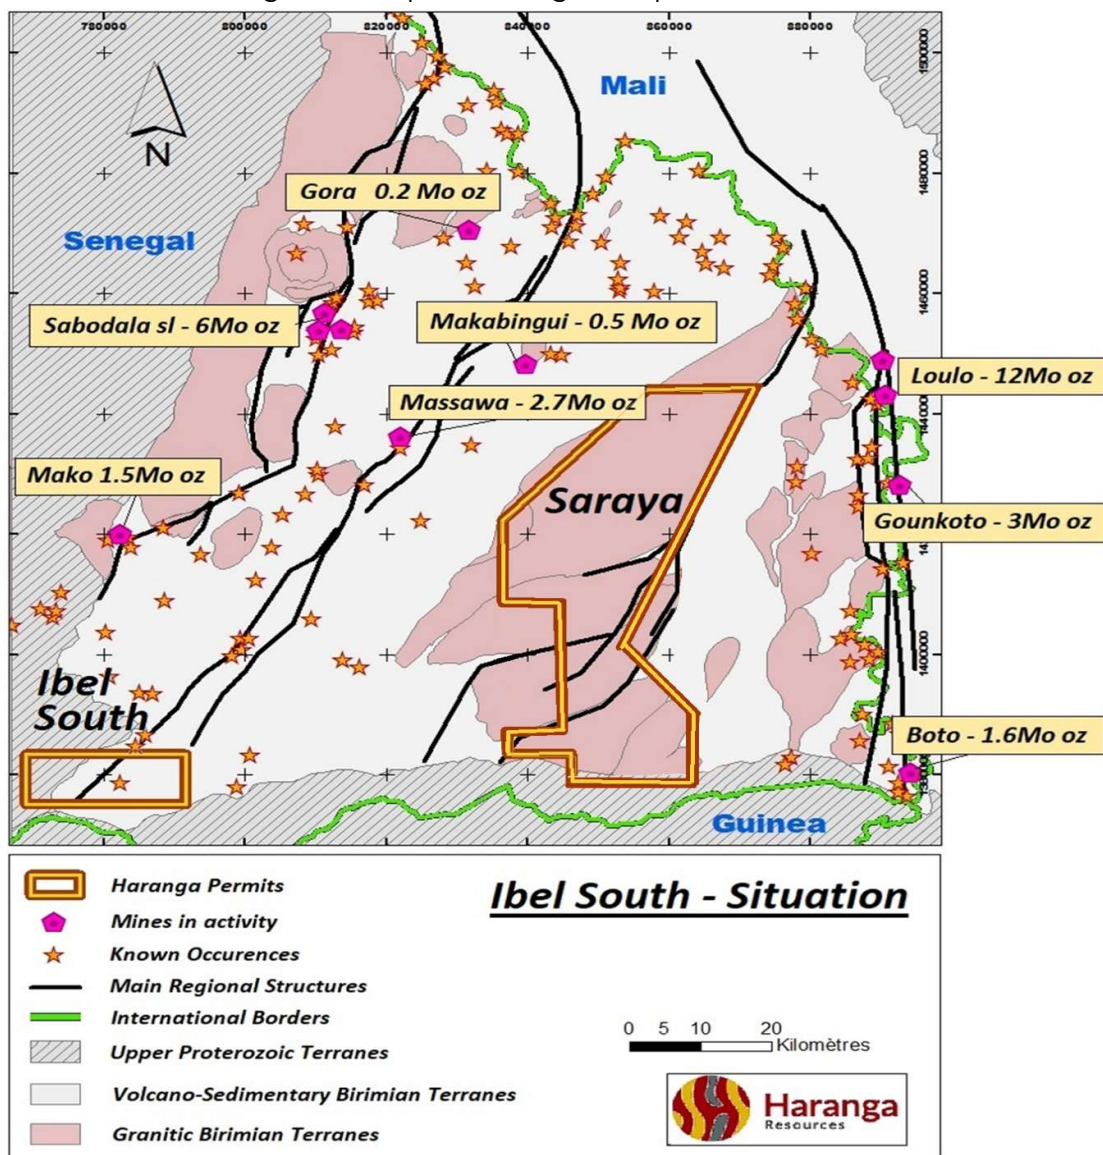 780000
800000
820000
840000
860000
880000
1500000
Mali
N
1480000
Gora 0.2 Mo oz
Senegal
1460000
Sabodala sl - 6Mo oz
Makabingui - 0.5 Mo oz
Loulo - 12Mo oz
Massawa - 2.7Mo oz
1440000
Mako 1.5Mo oz
Saraya
Gounkoto - 3Mo oz
1400000
Ibel
South
Boto - 1.6Mo oz
Guinea
Haranga Permits
Ibel South - Situation
Mines in activity
Known Occurences
Main Regional Structures
International Borders
Upper Proterozoic Terranes
Volcano-Sedimentary Birimian Terranes
Granitic Birimian Terranes
0 5 10 20
Kilomètres
Haranga
Resources